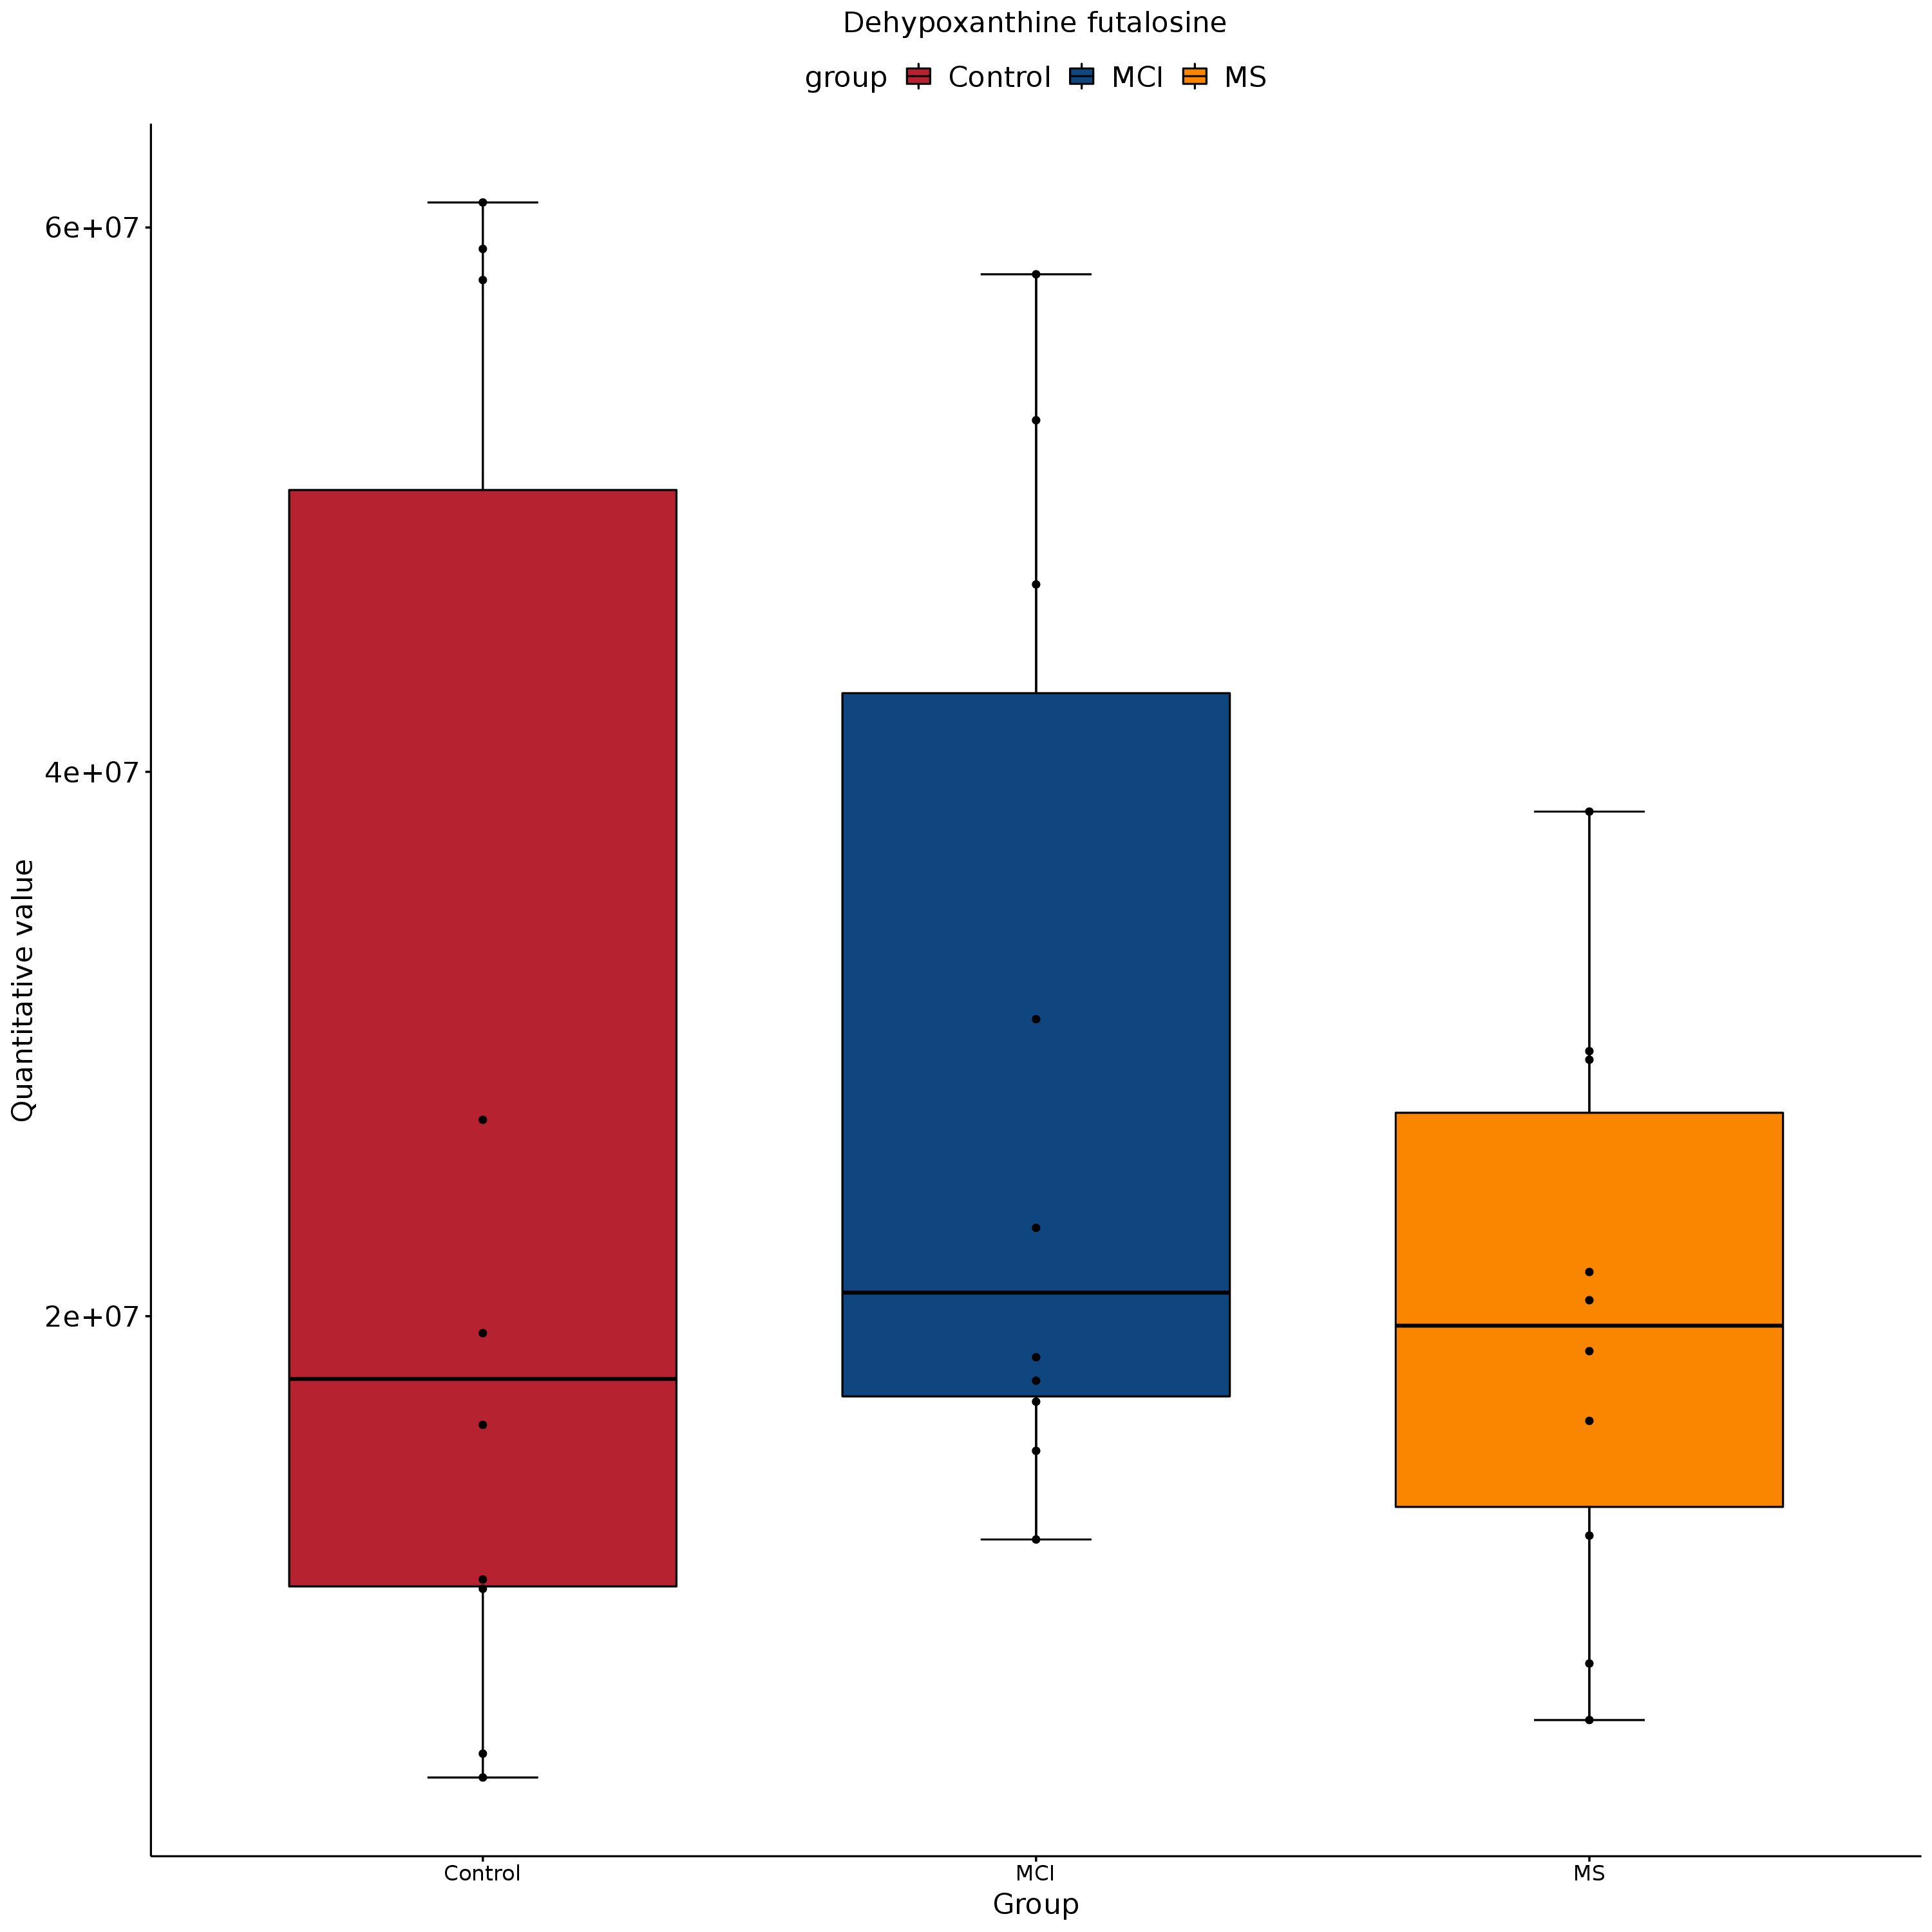 Dehypoxanthine futalosine
group Control MCI MS
6e+07
4e+07
2e+07
Quantitative value
Control MCI MS
Group